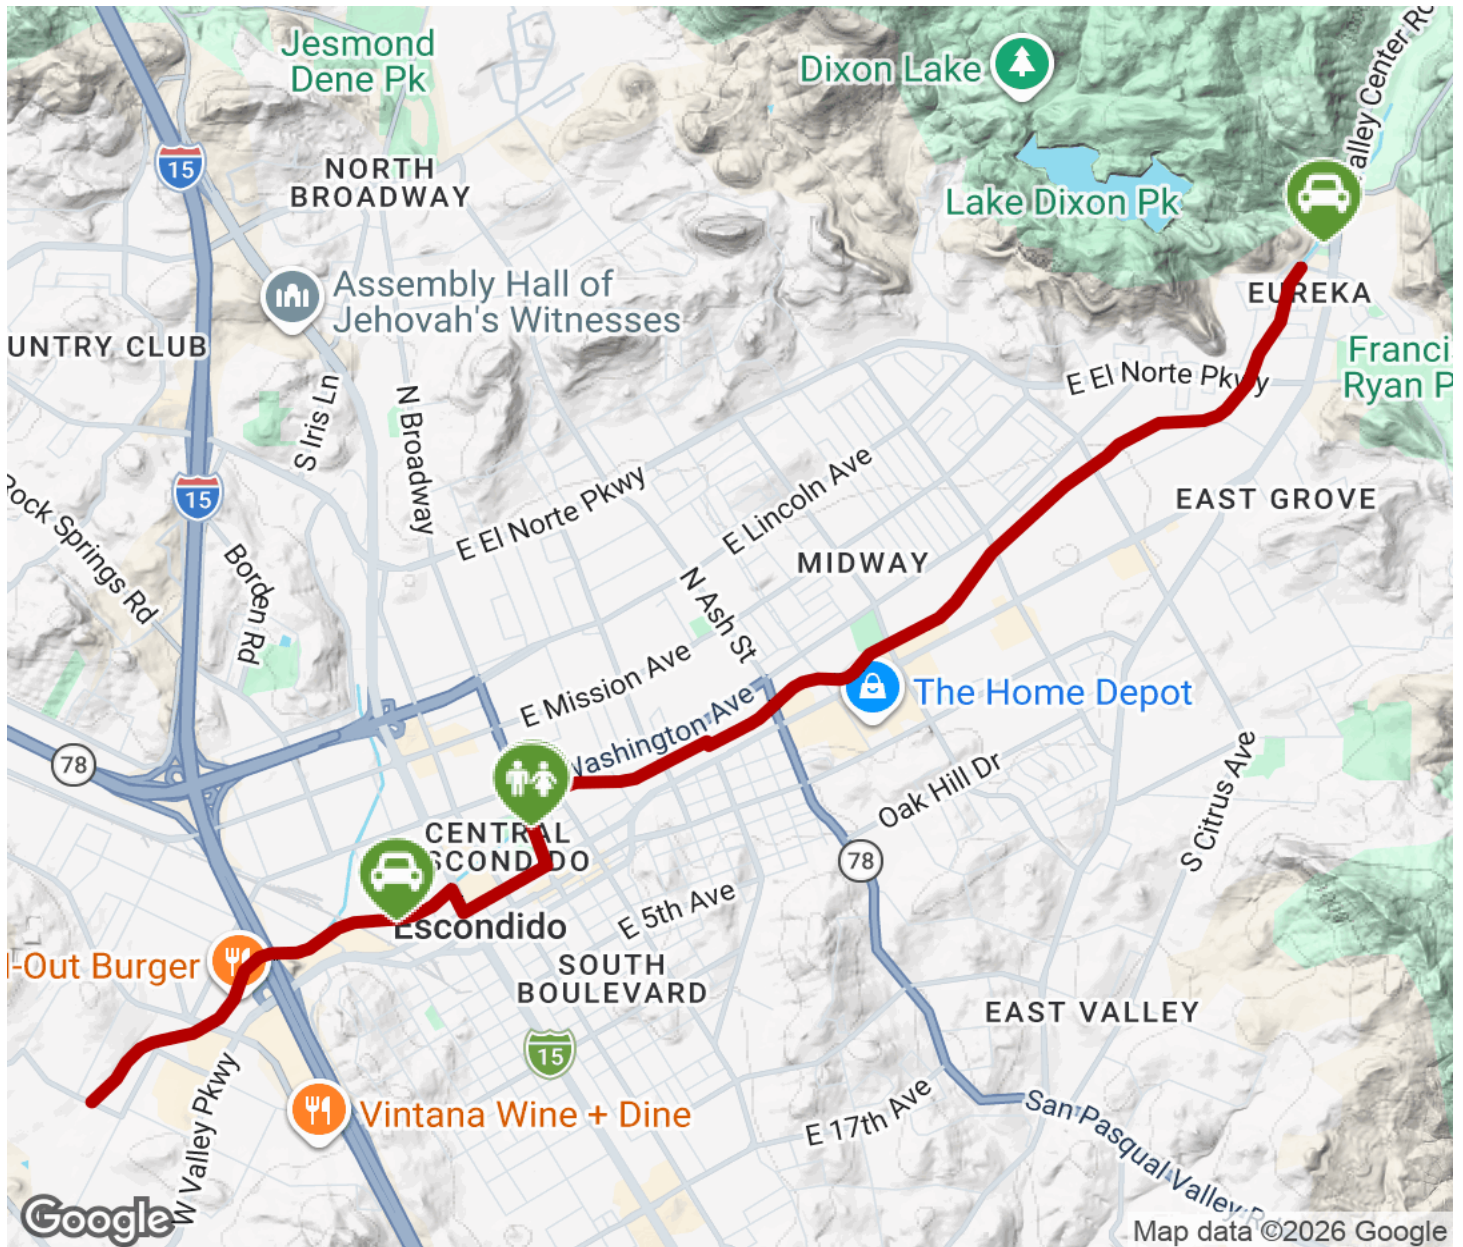 Jesmond
Dene Pk
Dixon Lake
15
NORTH
BROADWAY
Lake Dixon Pk
alley Center Ro
Assembly Hall of
Jehovah's Witnesses
EUREKA
UNTRY CLUB
Franci
Ryan P
E El Norte Pkwy
S Iris Ln
N Broadway
E El Norte Pkwy
E Lincoln Ave
EAST GROVE
15
Rock Springs Rd
Borden Rd
MIDWAY
N Ash St
E Mission Ave
The Home Depot
Washington Ave
78
Oak Hill Dr
S Citrus Ave
CENTRAL
ESCONDIDO
78
E 5th Ave
Escondido
-Out Burger
SOUTH
BOULEVARD
EAST VALLEY
15
W Valley Pkwy
Vintana Wine + Dine
E 17th Ave
San Pasqual Valley R
Google
Map data ©2026 Google